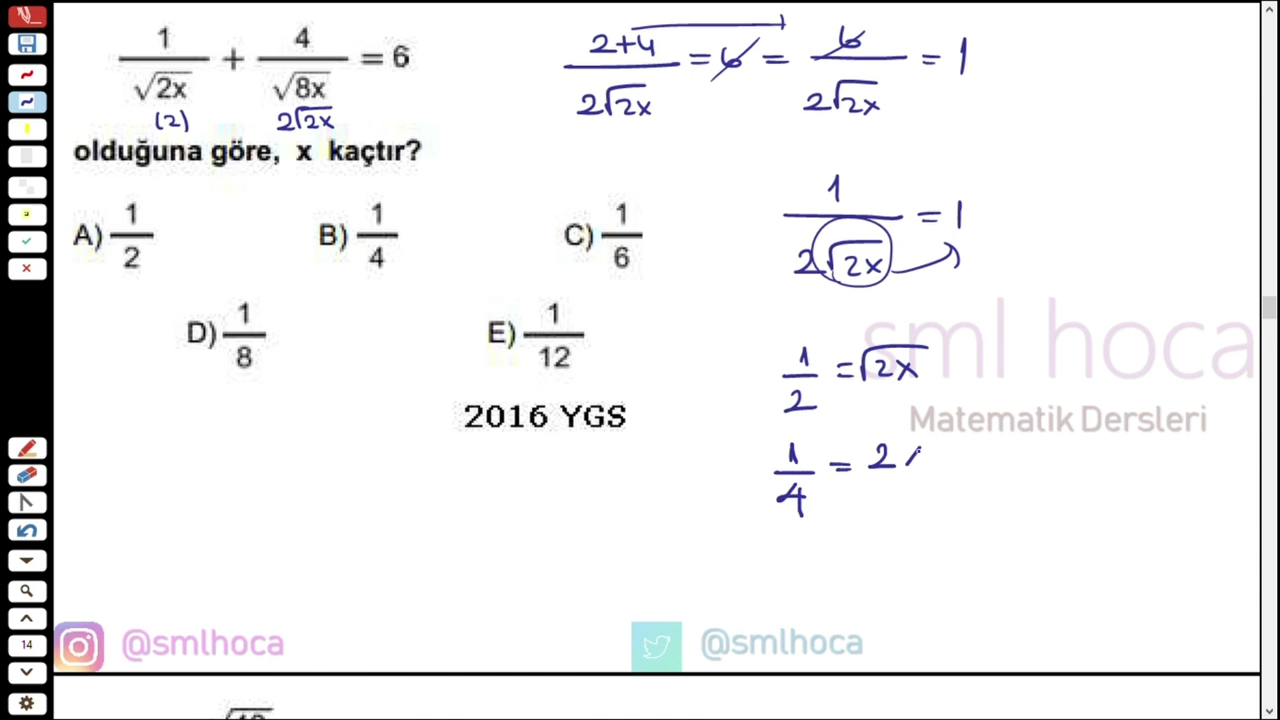 1/√2x + 4/√8x = 6
(2) 2√2x
olduğuna göre, x kaçtır?
A) 1/2 B) 1/4 C) 1/6
D) 1/8 E) 1/12
2016 YGS
2+4/2√2x = 6 = 6/2√2x = 1
1/2√2x = 1
1/2 = √2x
1/4 = 2
sml hoca
Matematik Dersleri
14
@smlhoca
@smlhoca